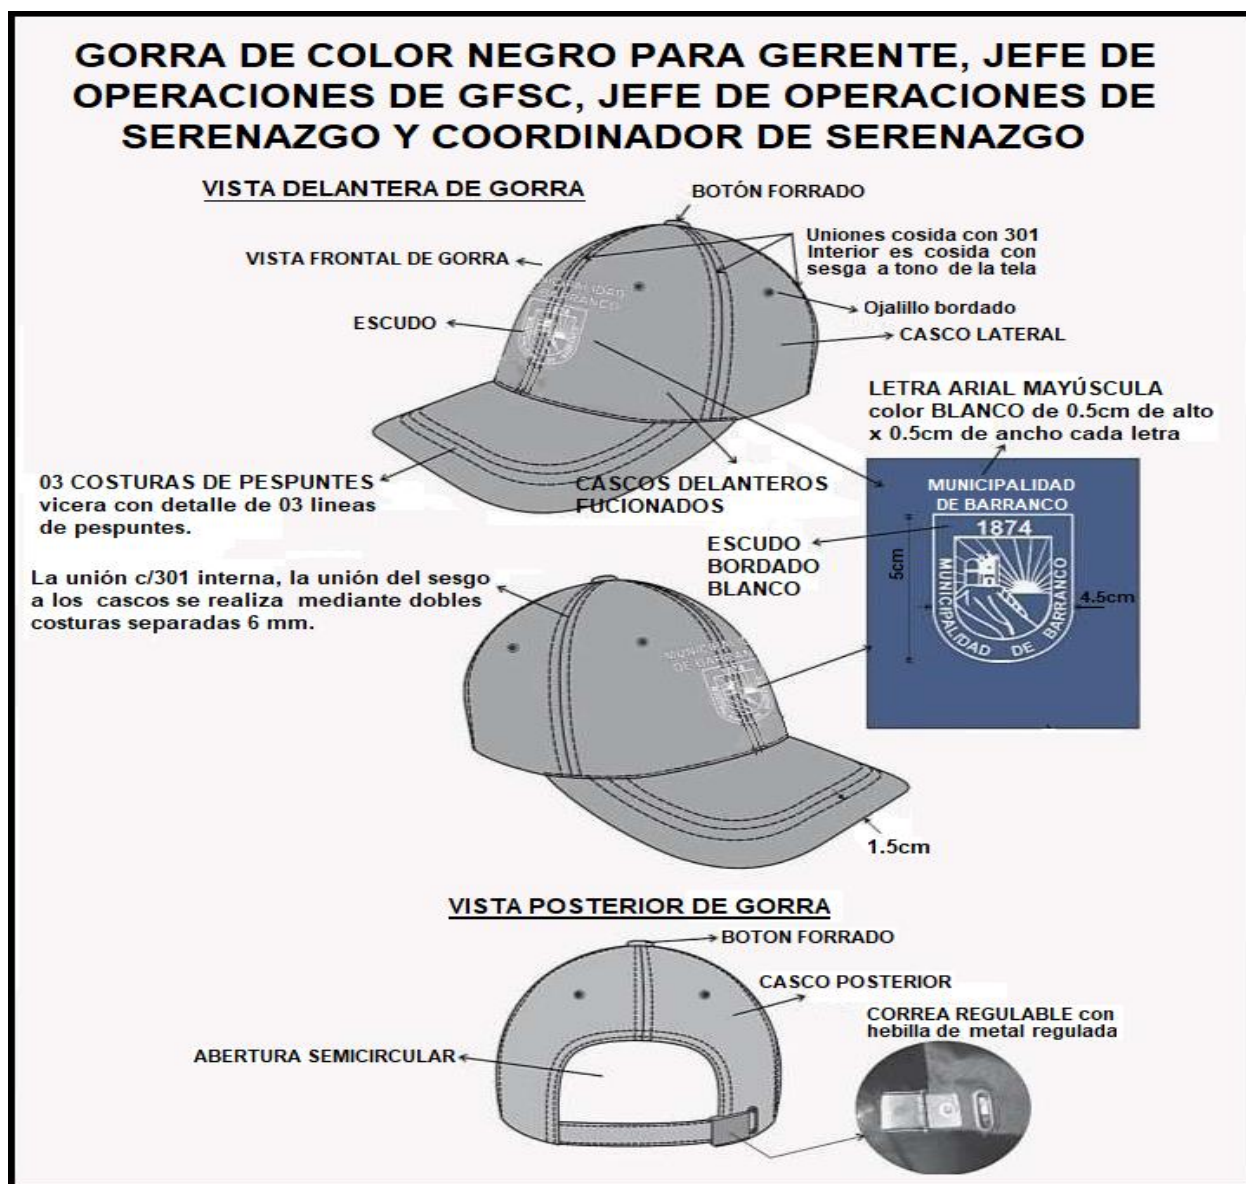 GORRA DE COLOR NEGRO PARA GERENTE, JEFE DE
OPERACIONES DE GFSC, JEFE DE OPERACIONES DE
SERENAZGO Y COORDINADOR DE SERENAZGO
VISTA DELANTERA DE GORRA
BOTÓN FORRADO
VISTA FRONTAL DE GORRA
Uniones cosida con 301
Interior es cosida con
sesga a tono de la tela
Ojalillo bordado
ESCUDO
CASCO LATERAL
LETRA ARIAL MAYÚSCULA
color BLANCO de 0.5cm de alto
x 0.5cm de ancho cada letra
03 COSTURAS DE PESPUNTES
vicera con detalle de 03 lineas
de pespuntes.
CASCOS DELANTEROS
FUCIONADOS
MUNICIPALIDAD
DE BARRANCO
1874
MUNICIPALIDAD DE BARRANCO
5cm
4.5cm
ESCUDO
BORDADO
BLANCO
La unión c/301 interna, la unión del sesgo
a los cascos se realiza mediante dobles
costuras separadas 6 mm.
1.5cm
VISTA POSTERIOR DE GORRA
BOTON FORRADO
CASCO POSTERIOR
CORREA REGULABLE con
hebilla de metal regulada
ABERTURA SEMICIRCULAR